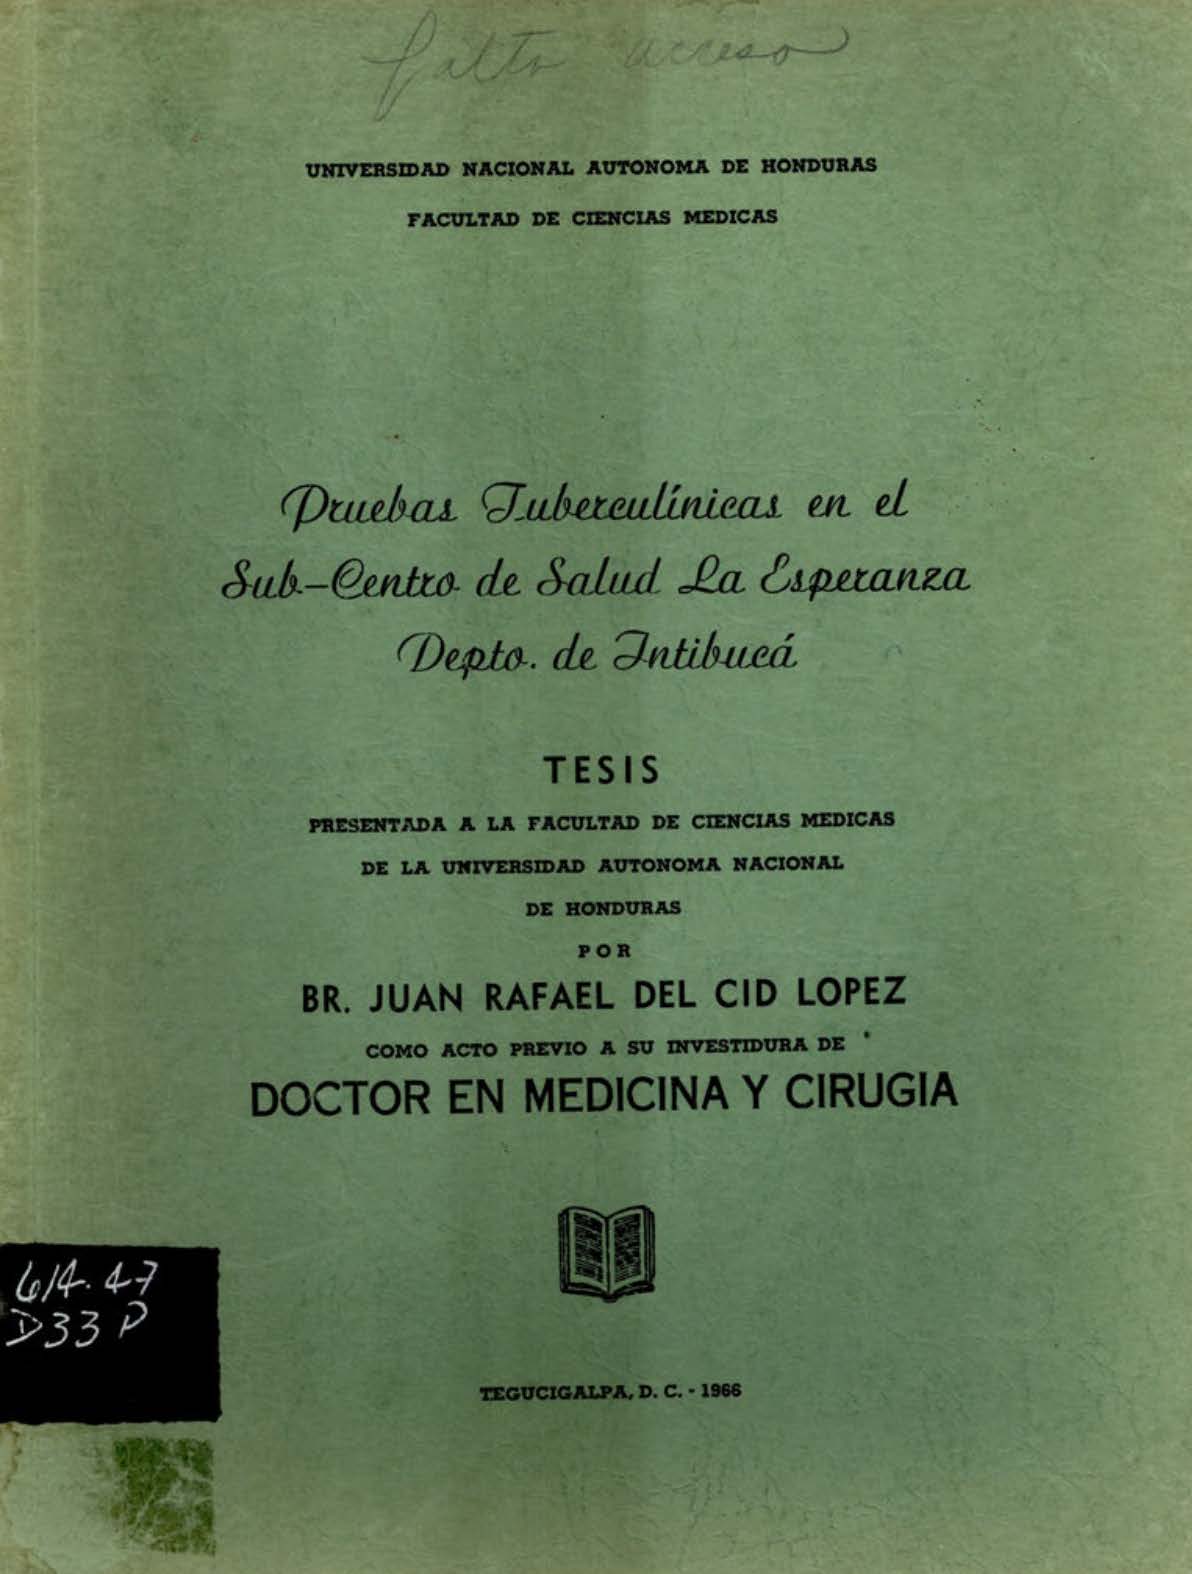 falta acceso
UNIVERSIDAD NACIONAL AUTONOMA DE HONDURAS
FACULTAD DE CIENCIAS MEDICAS
Pruebas Tuberculínicas en el
Sub-Centro de Salud La Esperanza
Depto. de Intibucá
TESIS
PRESENTADA A LA FACULTAD DE CIENCIAS MEDICAS
DE LA UNIVERSIDAD AUTONOMA NACIONAL
DE HONDURAS
POR
BR. JUAN RAFAEL DEL CID LOPEZ
COMO ACTO PREVIO A SU INVESTIDURA DE
DOCTOR EN MEDICINA Y CIRUGIA
614.47
D33 P
TEGUCIGALPA, D. C. - 1966